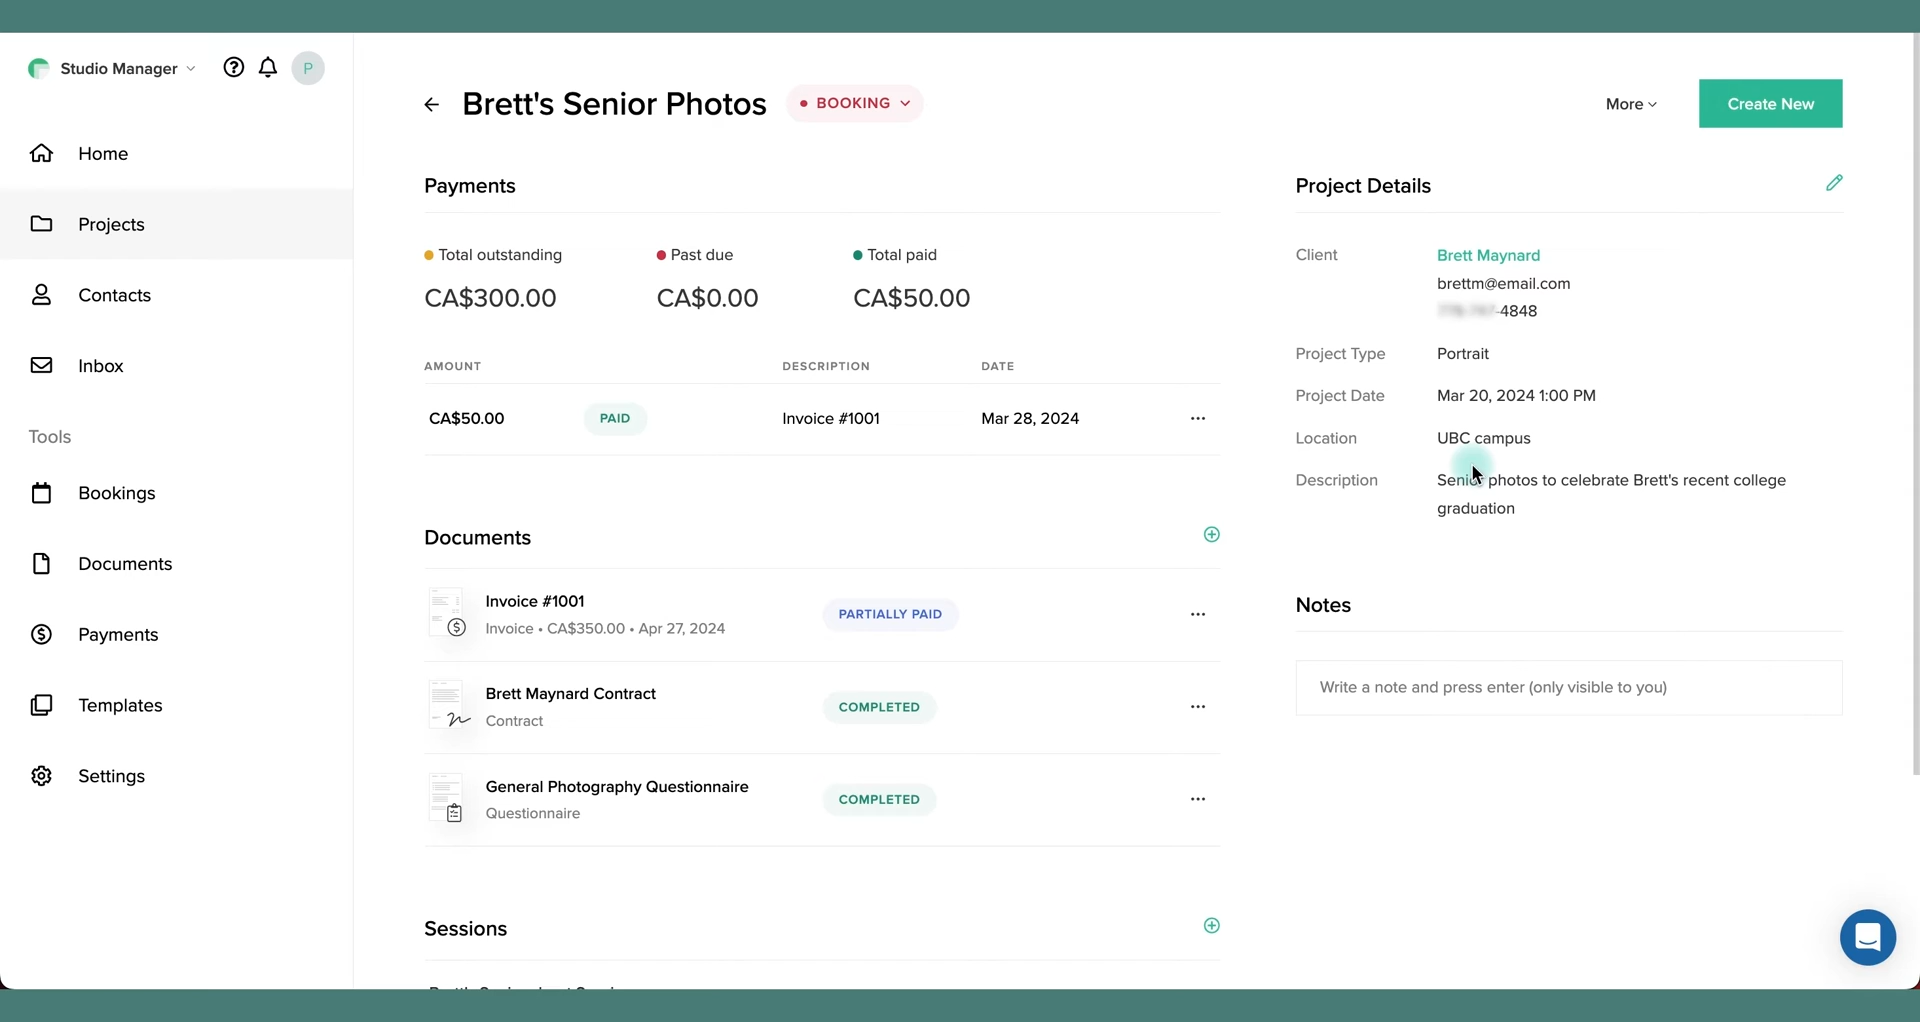 Studio Manager
P
Home
Projects
Contacts
Inbox
Tools
Bookings
Documents
Payments
Templates
Settings
Brett's Senior Photos
BOOKING
More
Create New
Payments
Total outstanding
Past due
Total paid
CA$300.00
CA$0.00
CA$50.00
AMOUNT
DESCRIPTION
DATE
CA$50.00
PAID
Invoice #1001
Mar 28, 2024
Documents
Invoice #1001
Invoice • CA$350.00 • Apr 27, 2024
PARTIALLY PAID
Brett Maynard Contract
Contract
COMPLETED
General Photography Questionnaire
Questionnaire
COMPLETED
Sessions
Project Details
Client
Brett Maynard
brettm@email.com
-4848
Project Type
Portrait
Project Date
Mar 20, 2024 1:00 PM
Location
UBC campus
Description
Senior photos to celebrate Brett's recent college
graduation
Notes
Write a note and press enter (only visible to you)